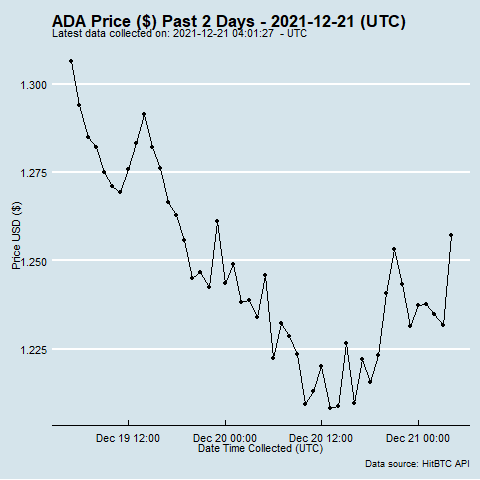 ADA Price ($) Past 2 Days - 2021-12-21 (UTC)
Latest data collected on: 2021-12-21 04:01:27  - UTC
Price USD ($)
1.300
1.275
1.250
1.225
Dec 19 12:00
Dec 20 00:00
Dec 20 12:00
Dec 21 00:00
Date Time Collected (UTC)
Data source: HitBTC API